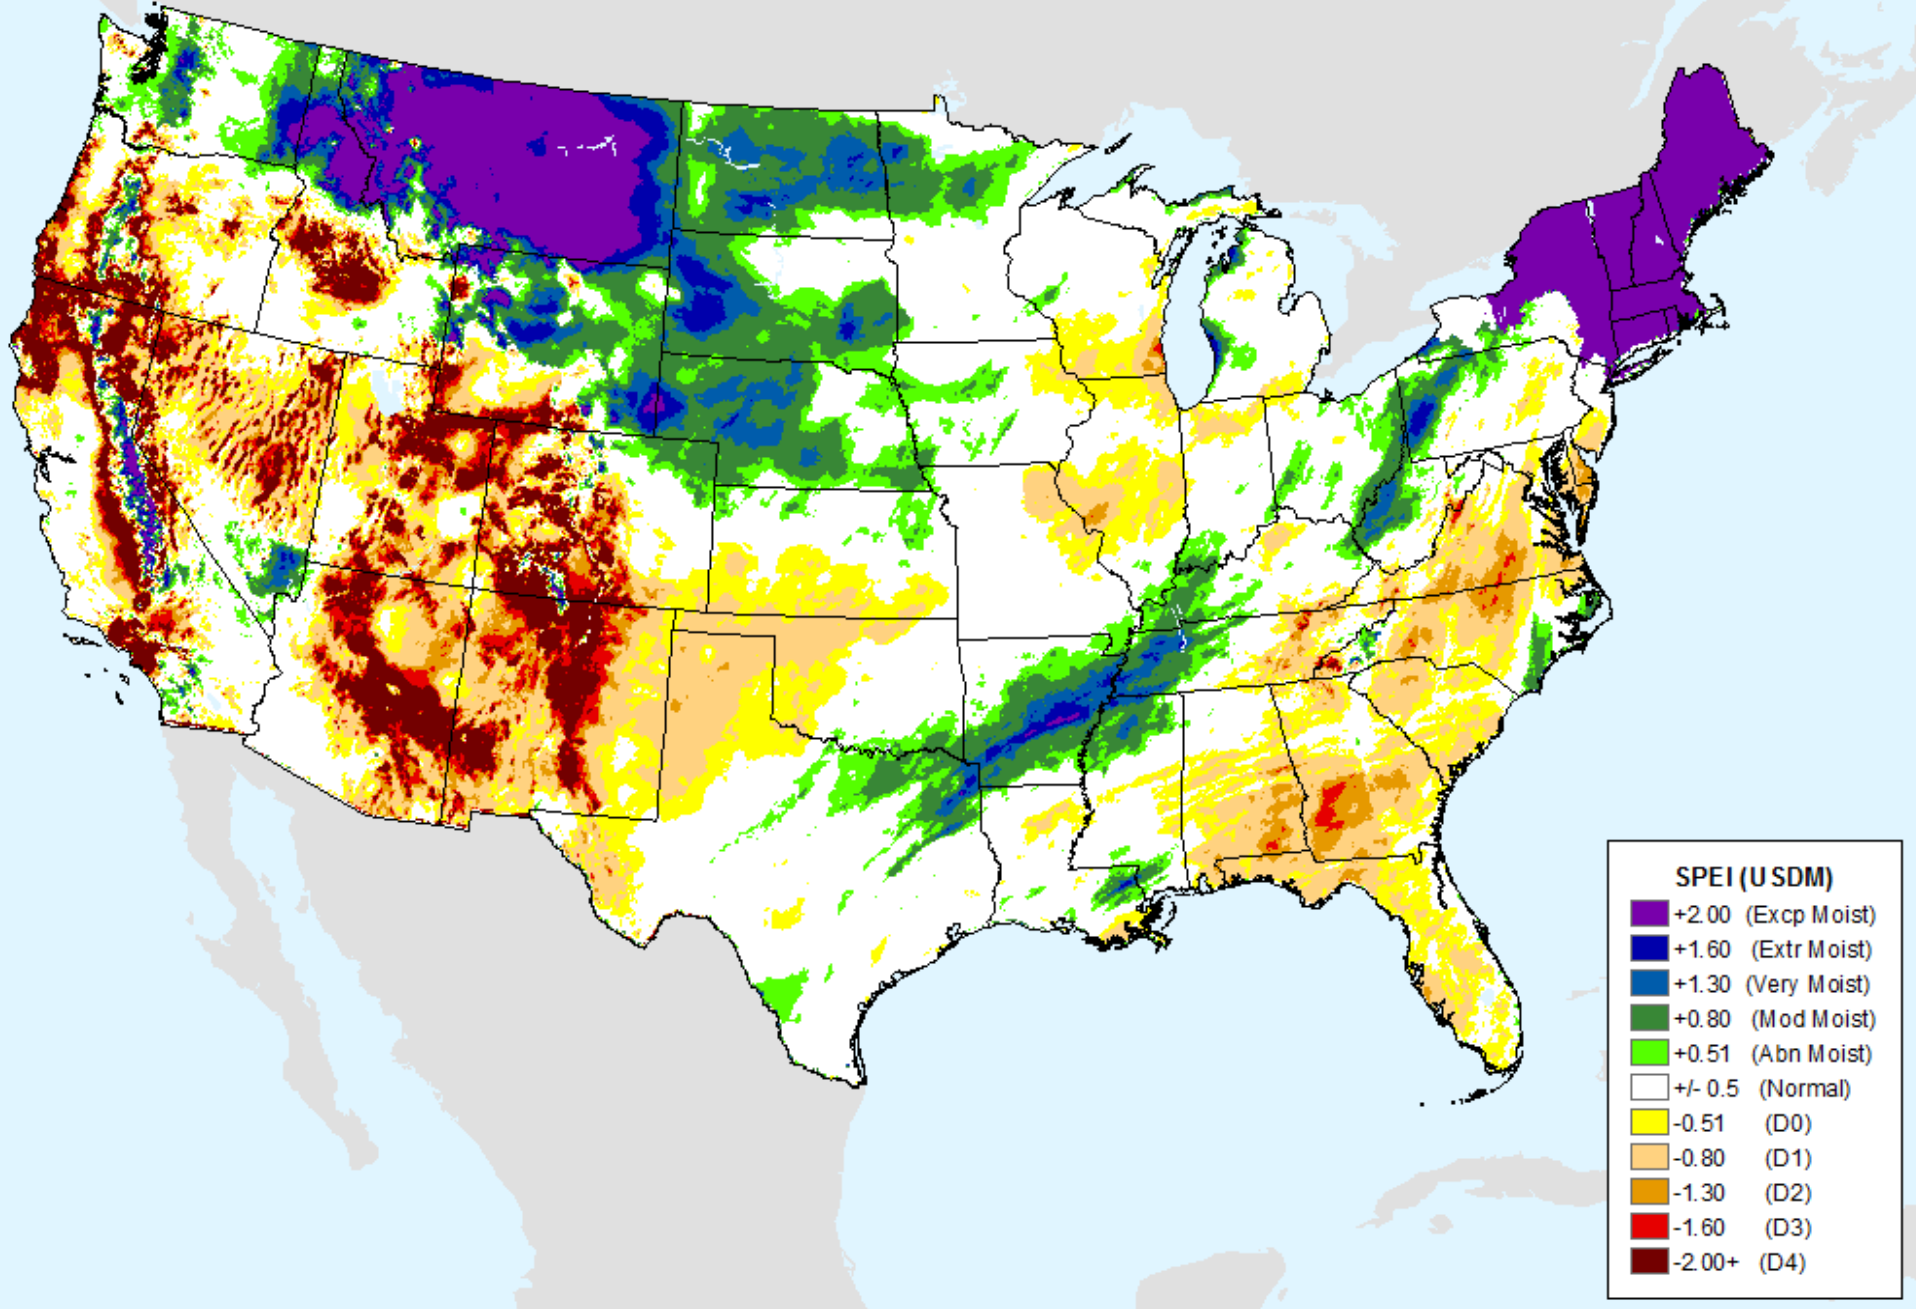 SPEI (USDM)
+2.00 (Excp Moist)
+1.60 (Extr Moist)
+1.30 (Very Moist)
+0.80 (Mod Moist)
+0.51 (Abn Moist)
+/- 0.5 (Normal)
-0.51 (D0)
-0.80 (D1)
-1.30 (D2)
-1.60 (D3)
-2.00+ (D4)